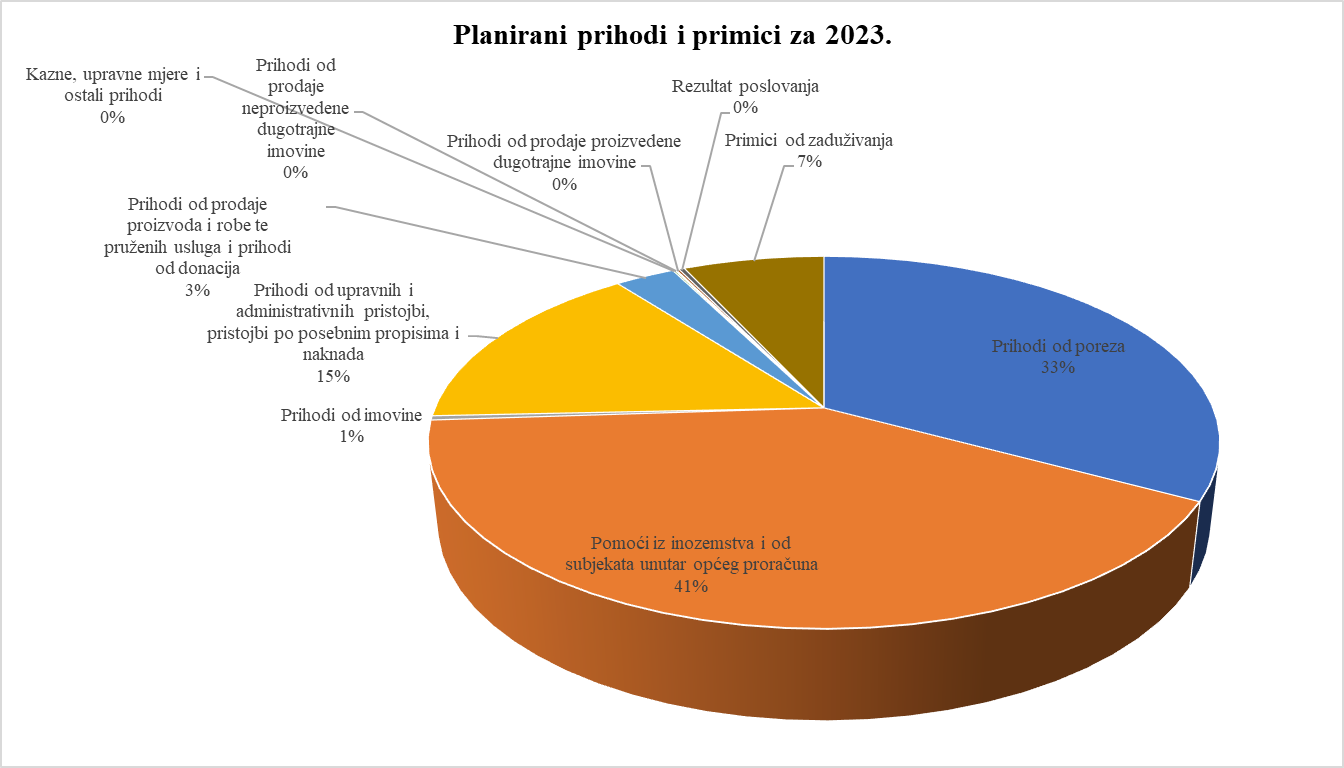 Planirani prihodi i primici za 2023.
Kazne, upravne mjere i
ostali prihodi
0%
Prihodi od
prodaje
neproizvedene
dugotrajne
imovine
0%
Prihodi od prodaje proizvedene
dugotrajne imovine
0%
Rezultat poslovanja
0%
Primici od zaduživanja
7%
Prihodi od prodaje
proizvoda i robe te
pruženih usluga i prihodi
od donacija
3%
Prihodi od upravnih i
administrativnih pristojbi,
pristojbi po posebnim propisima i
naknada
15%
Prihodi od imovine
1%
Prihodi od poreza
33%
Pomoći iz inozemstva i od
subjekata unutar općeg proračuna
41%